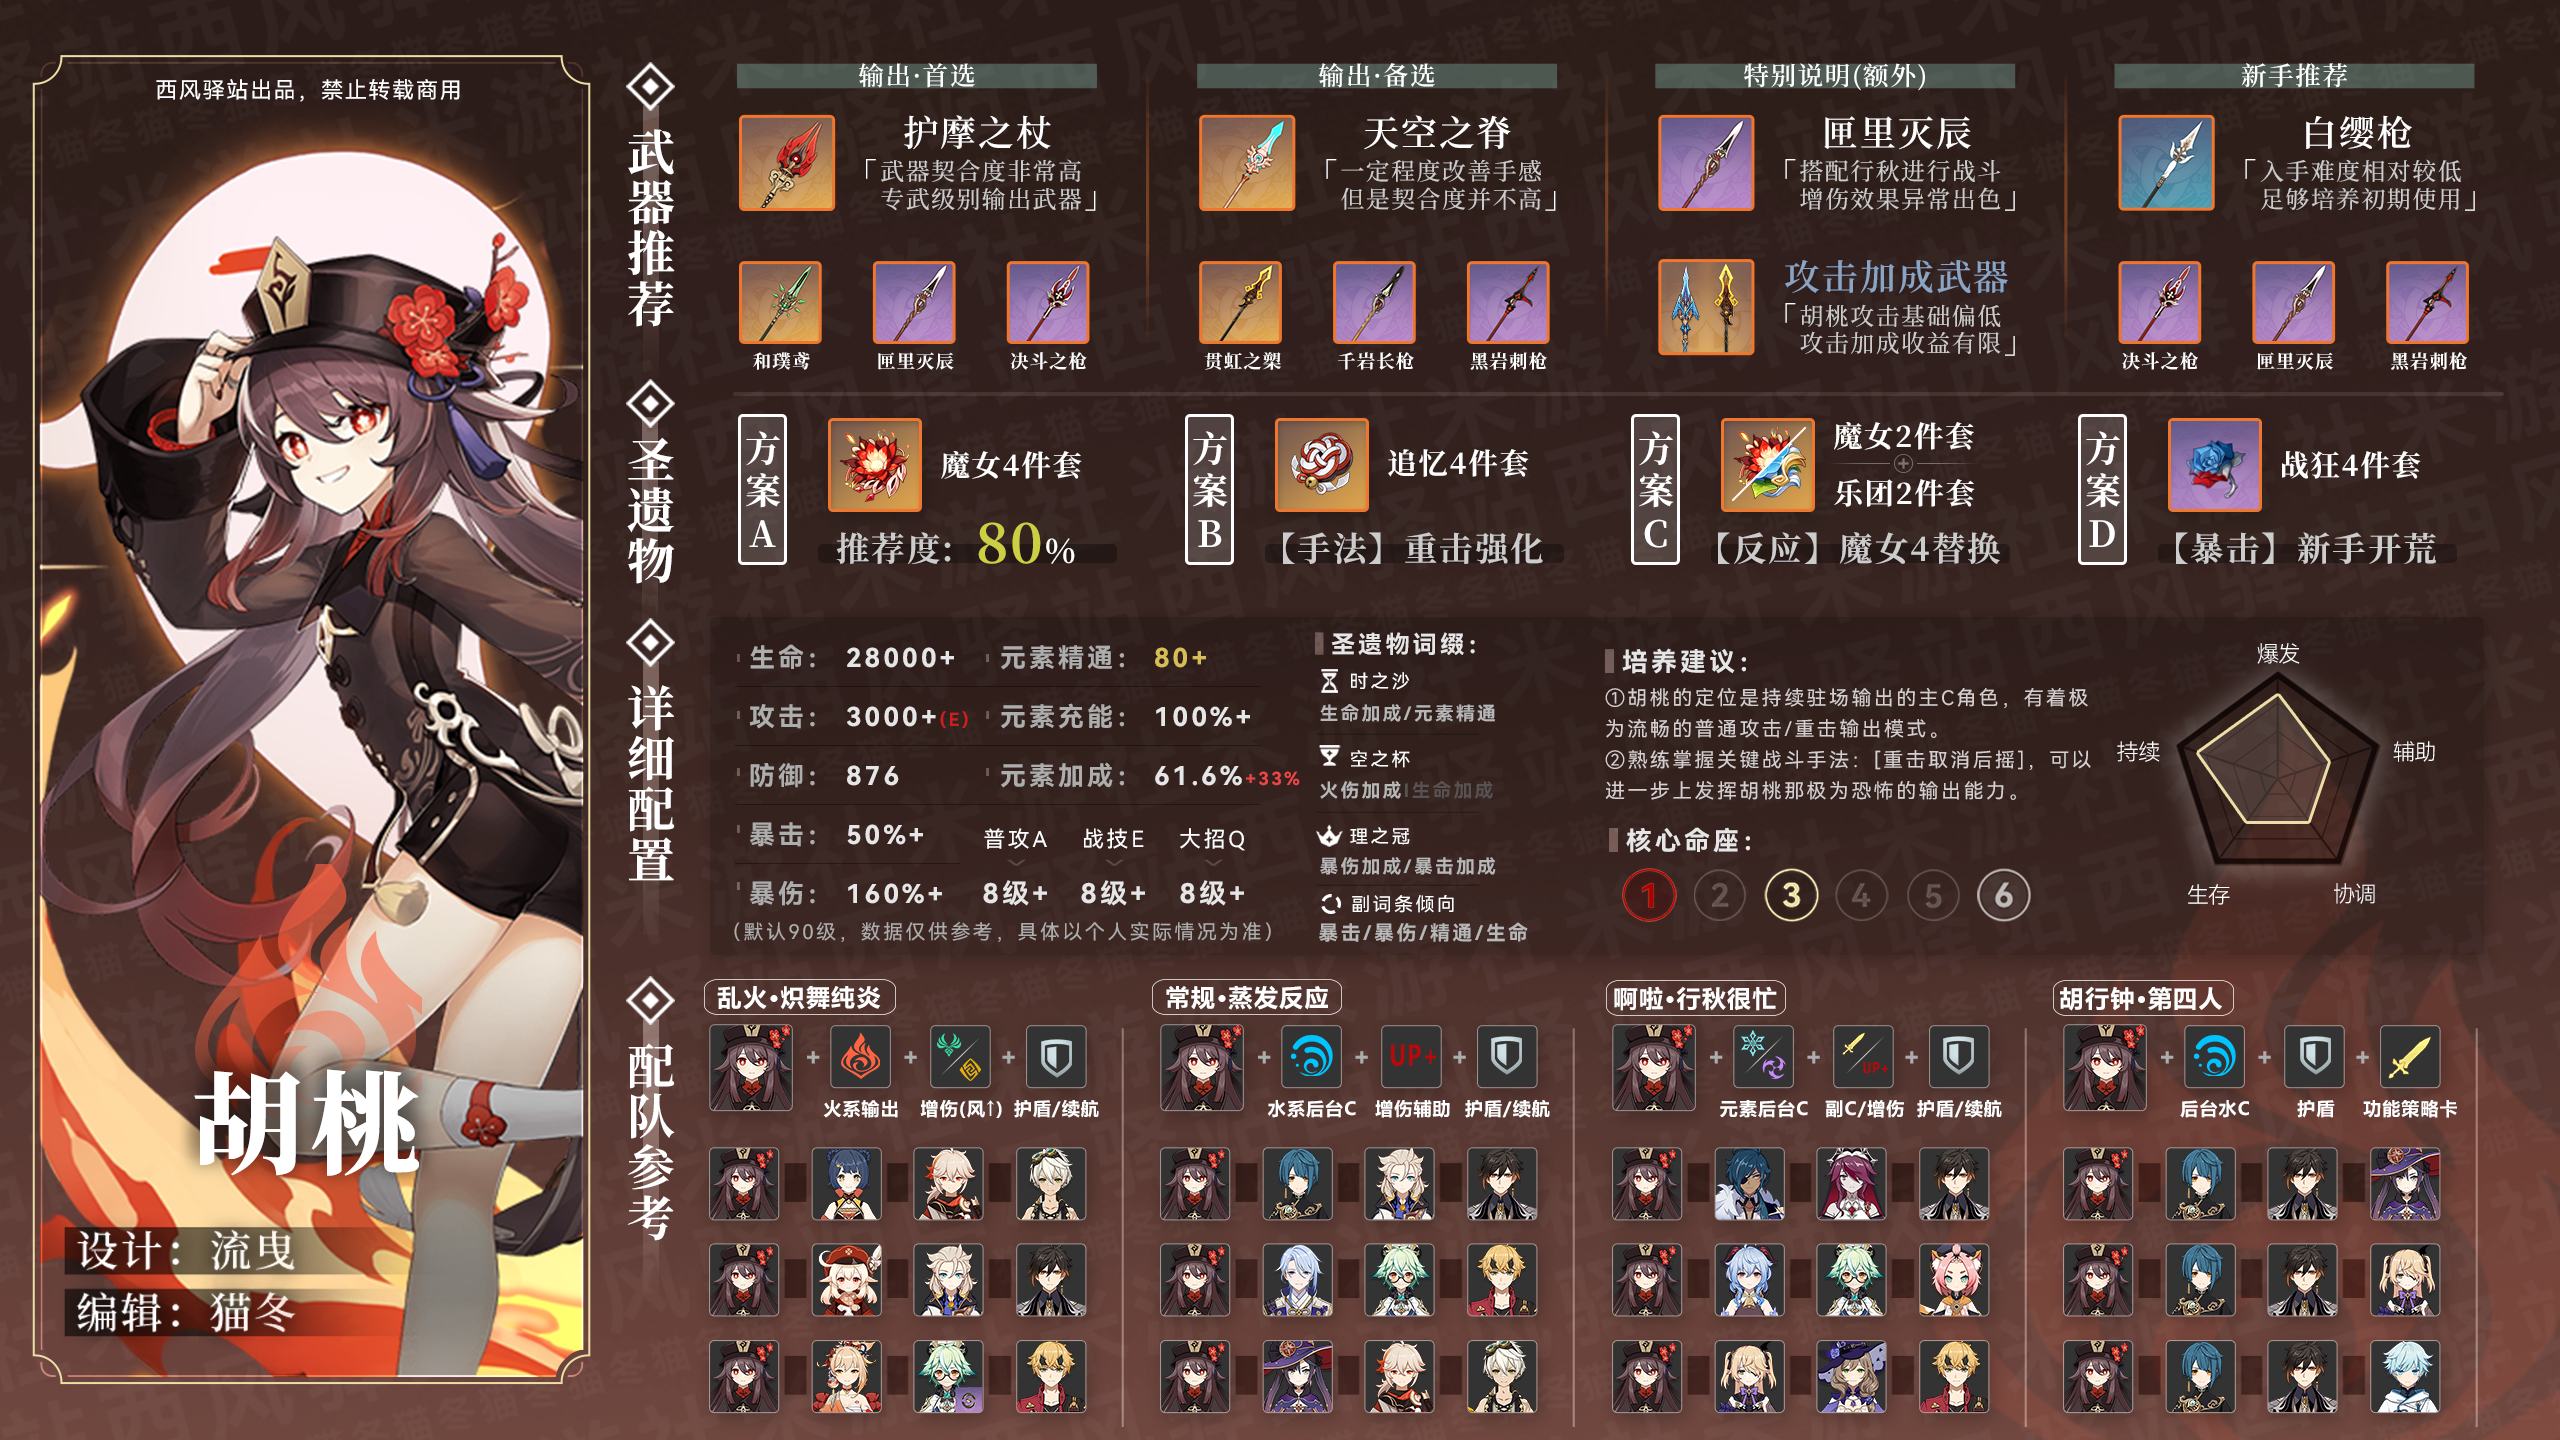 西风驿站出品，禁止转载商用
胡桃
设计：流曳
编辑：猫冬
武器推荐
输出·首选
护摩之杖
「武器契合度非常高
专武级别输出武器」
和璞鸢
匣里灭辰
决斗之枪
输出·备选
天空之脊
「一定程度改善手感
但是契合度并不高」
贯虹之槊
千岩长枪
黑岩刺枪
特别说明(额外)
匣里灭辰
「搭配行秋进行战斗
增伤效果异常出色」
攻击加成武器
「胡桃攻击基础偏低
攻击加成收益有限」
新手推荐
白缨枪
「入手难度相对较低
足够培养初期使用」
决斗之枪
匣里灭辰
黑岩刺枪
圣遗物
方案A
魔女4件套
推荐度：80%
方案B
追忆4件套
【手法】重击强化
方案C
魔女2件套
乐团2件套
【反应】魔女4替换
方案D
战狂4件套
【暴击】新手开荒
详细配置
生命：28000+
元素精通：80+
攻击：3000+(E)
元素充能：100%+
防御：876
元素加成：61.6%+33%
暴击：50%+
普攻A 战技E 大招Q
暴伤：160%+
8级+ 8级+ 8级+
(默认90级，数据仅供参考，具体以个人实际情况为准)
圣遗物词缀：
时之沙
生命加成/元素精通
空之杯
火伤加成|生命加成
理之冠
暴伤加成/暴击加成
副词条倾向
暴击/暴伤/精通/生命
培养建议：
①胡桃的定位是持续驻场输出的主C角色，有着极
为流畅的普通攻击/重击输出模式。
②熟练掌握关键战斗手法：[重击取消后摇]，可以
进一步上发挥胡桃那极为恐怖的输出能力。
核心命座：
1 2 3 4 5 6
爆发
持续
辅助
生存
协调
配队参考
乱火•炽舞纯炎
+ + +
火系输出 增伤(风↑) 护盾/续航
常规•蒸发反应
+ + UP+ +
水系后台C 增伤辅助 护盾/续航
啊啦•行秋很忙
+ + UP+ +
元素后台C 副C/增伤 护盾/续航
胡行钟•第四人
+ + +
后台水C 护盾 功能策略卡